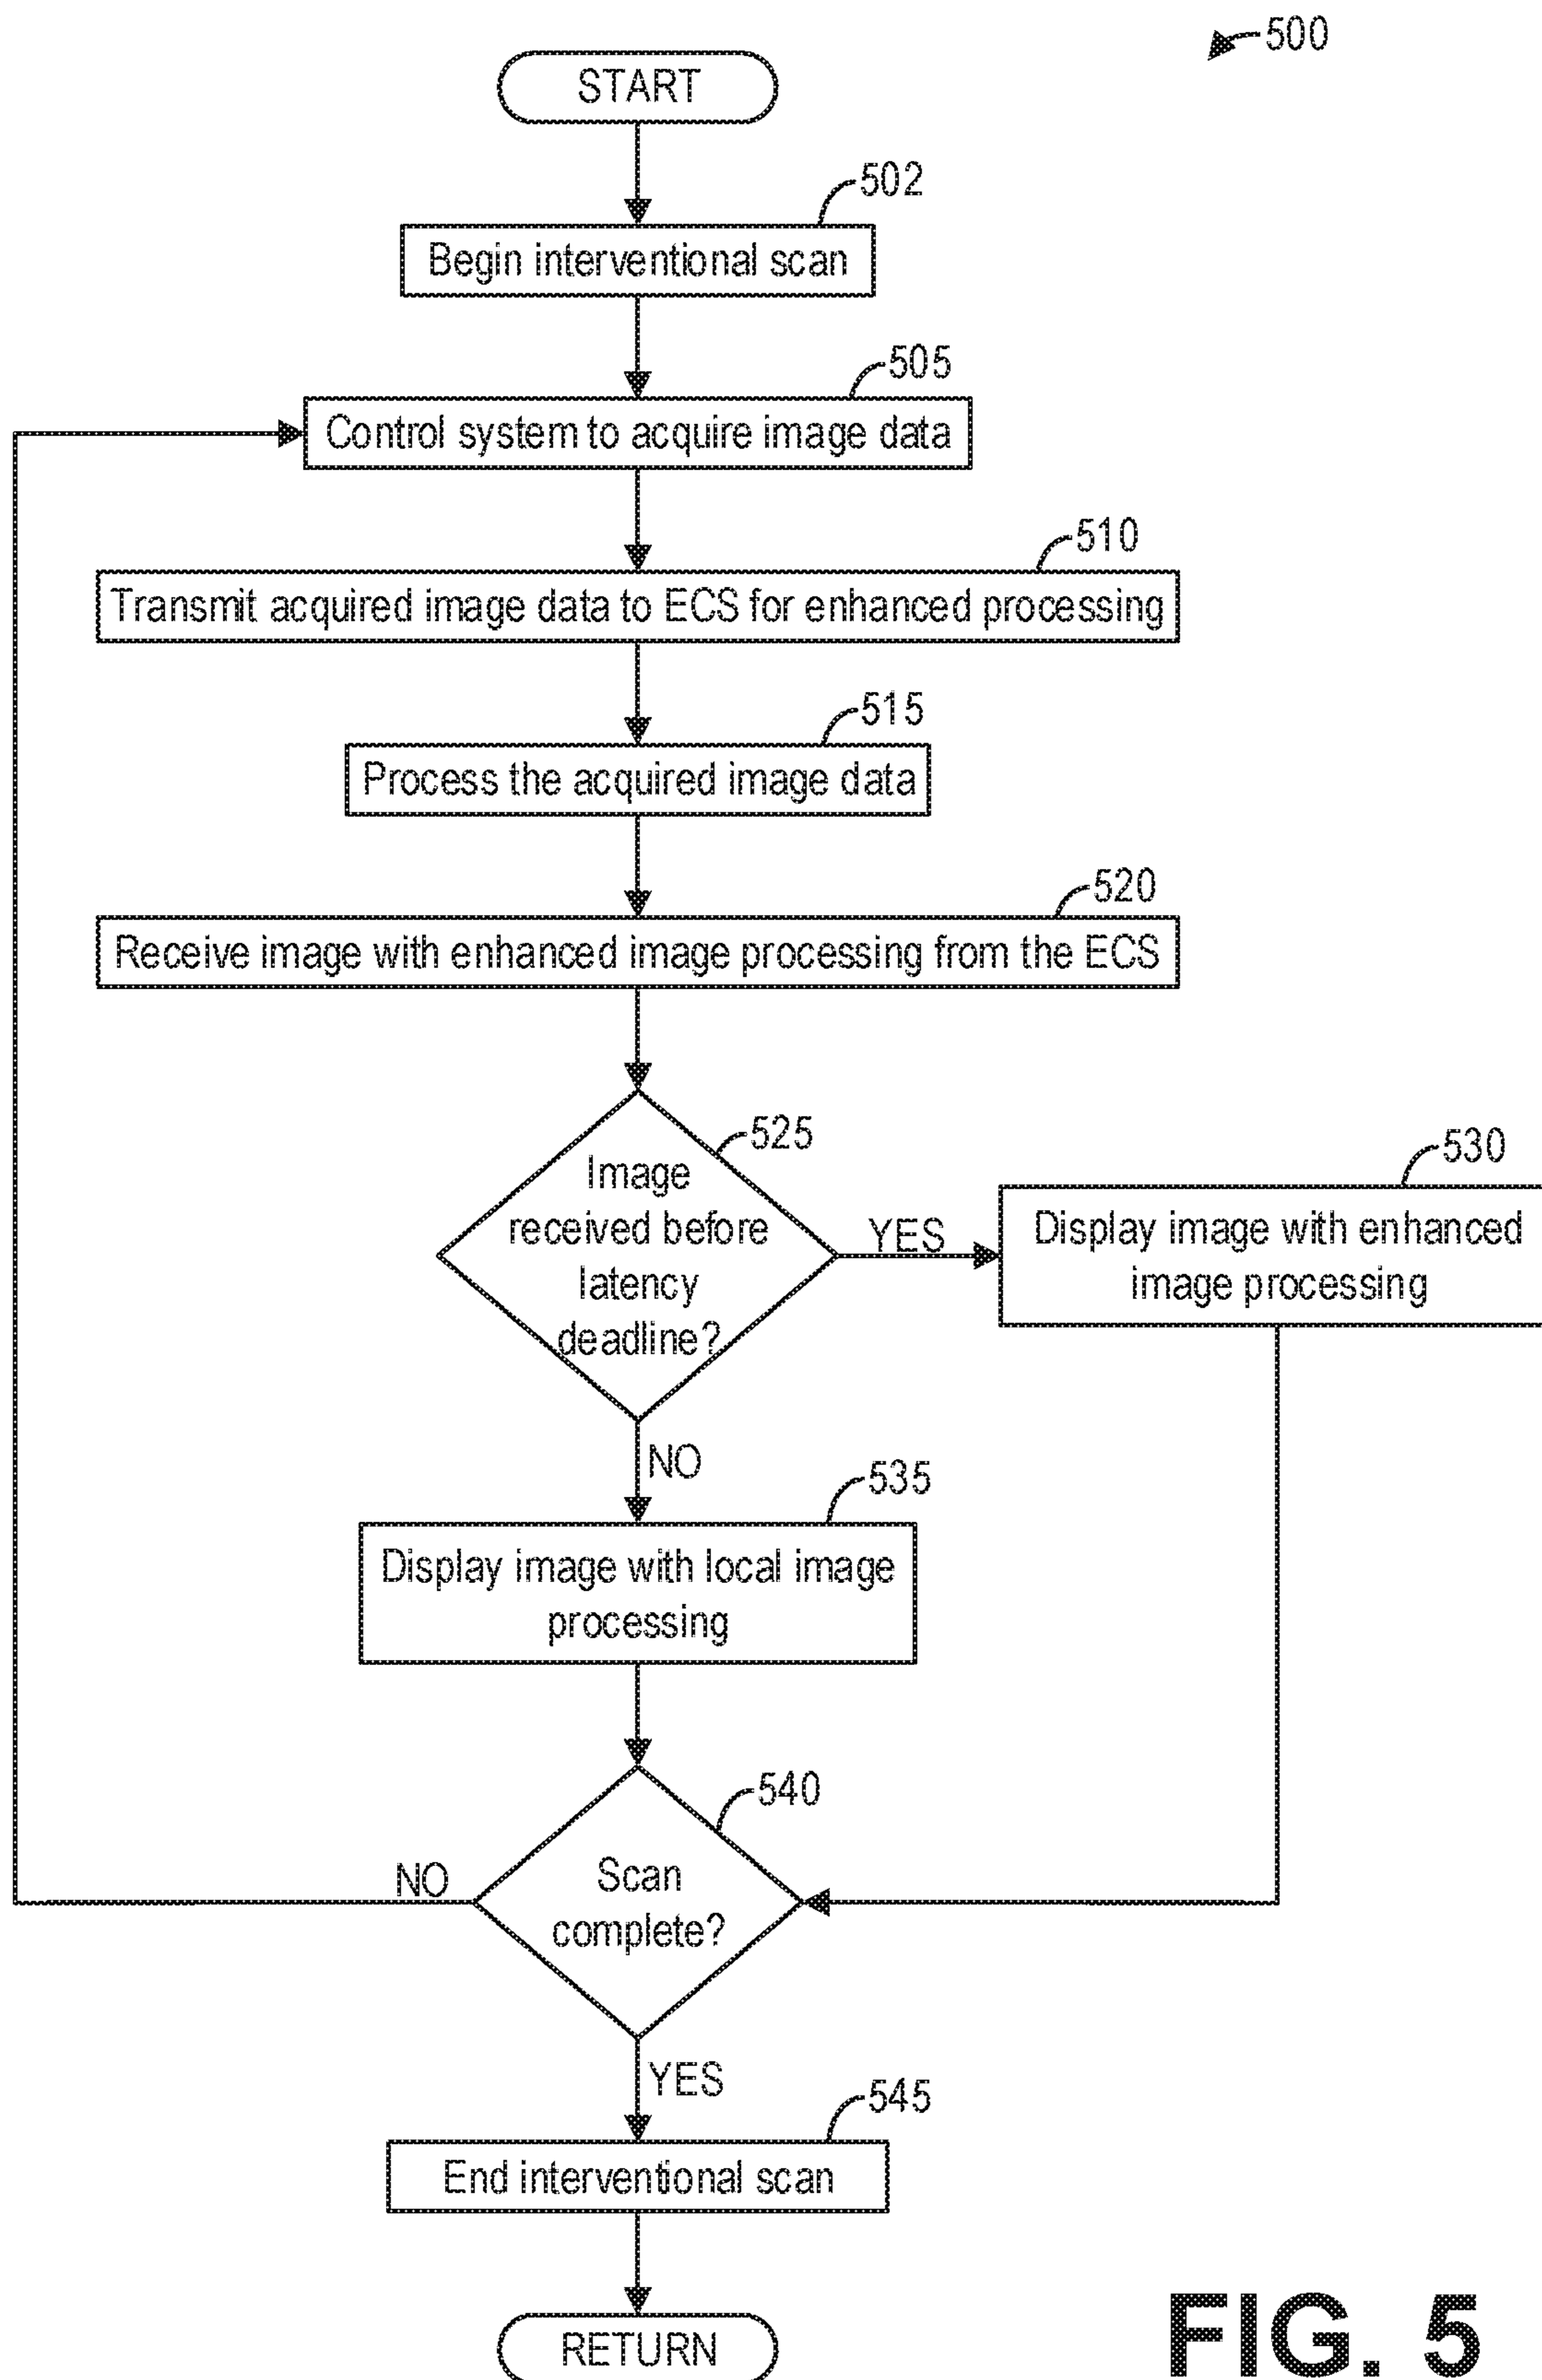 500
START
502
Begin interventional scan
505
Control system to acquire image data
510
Transmit acquired image data to ECS for enhanced processing
515
Process the acquired image data
520
Receive image with enhanced image processing from the ECS
525
Image
received before
latency
deadline?
YES
530
Display image with enhanced
image processing
NO
535
Display image with local image
processing
540
Scan
complete?
NO
YES
545
End interventional scan
RETURN
FIG. 5